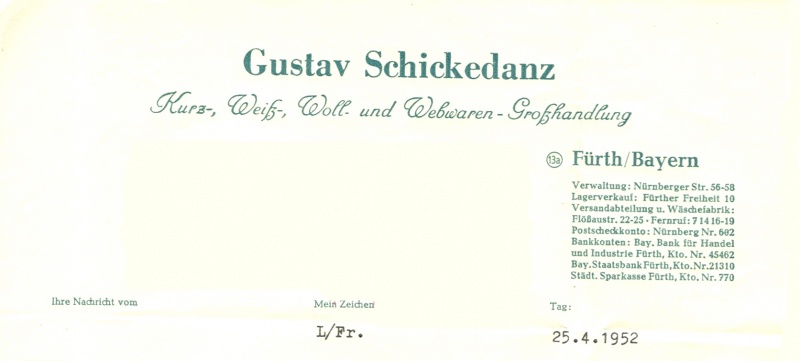 Gustav Schickedanz
Kurz-, Weiß-, Woll- und Webwaren-Großhandlung
13a Fürth/Bayern
Verwaltung: Nürnberger Str. 56-58
Lagerverkauf: Fürther Freiheit 10
Versandabteilung u. Wäschefabrik:
Flößaustr. 22-25 · Fernruf: 71416-19
Postscheckkonto: Nürnberg Nr. 602
Bankkonten: Bay. Bank für Handel
und Industrie Fürth, Kto. Nr. 45462
Bay. Staatsbank Fürth, Kto. Nr. 21310
Städt. Sparkasse Fürth, Kto. Nr. 770
Ihre Nachricht vom
Mein Zeichen
Tag:
L/Fr.
25.4.1952